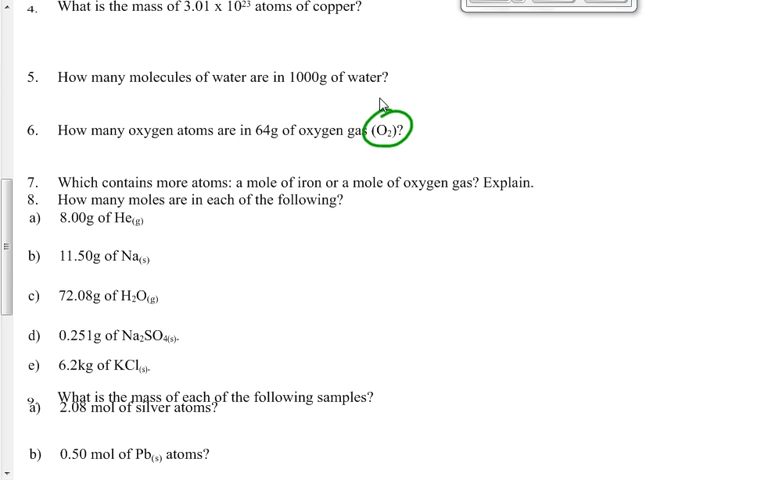 4. What is the mass of 3.01 x 10²³ atoms of copper?
5. How many molecules of water are in 1000g of water?
6. How many oxygen atoms are in 64g of oxygen gas (O₂)?
7. Which contains more atoms: a mole of iron or a mole of oxygen gas? Explain.
8. How many moles are in each of the following?
a) 8.00g of He₍g₎
b) 11.50g of Na₍s₎
c) 72.08g of H₂O₍g₎
d) 0.251g of Na₂SO₄₍s₎.
e) 6.2kg of KCl₍s₎.
9. What is the mass of each of the following samples?
a) 2.08 mol of silver atoms?
b) 0.50 mol of Pb₍s₎ atoms?